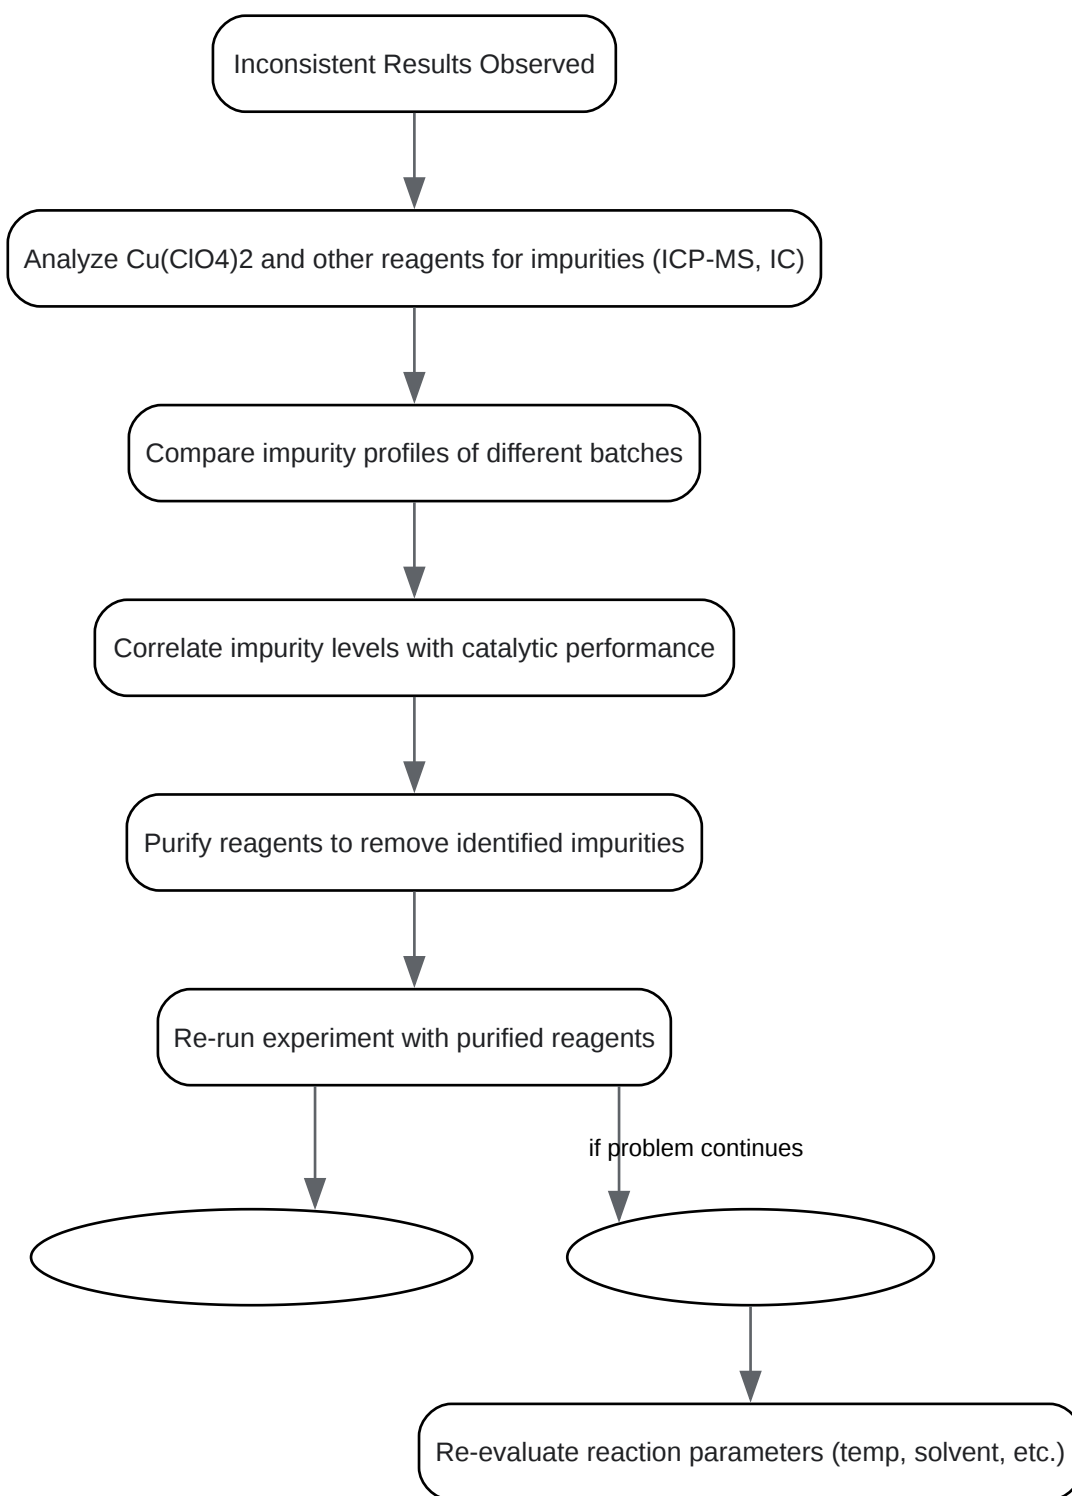 Inconsistent Results Observed
Analyze Cu(ClO4)2 and other reagents for impurities (ICP-MS, IC)
Compare impurity profiles of different batches
Correlate impurity levels with catalytic performance
Purify reagents to remove identified impurities
Re-run experiment with purified reagents
if problem continues
Re-evaluate reaction parameters (temp, solvent, etc.)